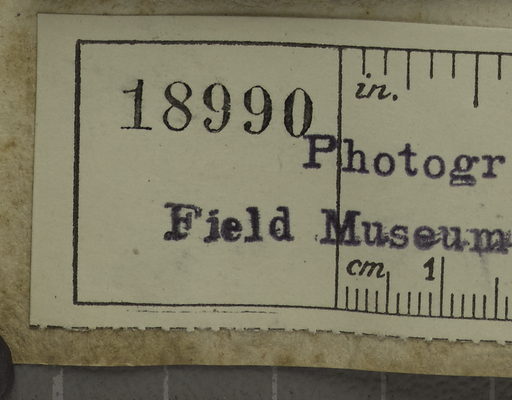 18990
in.
Photogr
Field Museum
cm 1